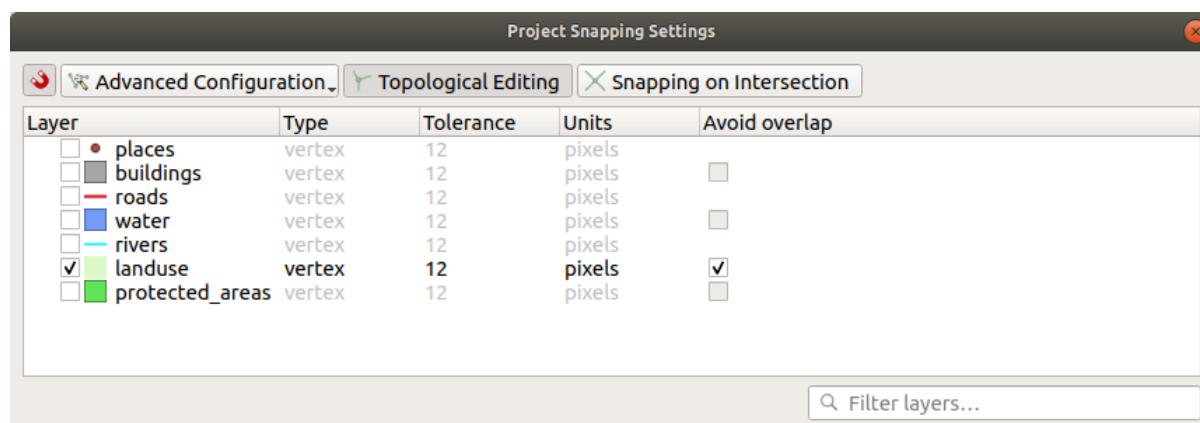 Project Snapping Settings
Advanced Configuration Topological Editing Snapping on Intersection
Layer Type Tolerance Units Avoid overlap
places vertex 12 pixels
buildings vertex 12 pixels
roads vertex 12 pixels
water vertex 12 pixels
rivers vertex 12 pixels
landuse vertex 12 pixels
protected_areas vertex 12 pixels
Filter layers...